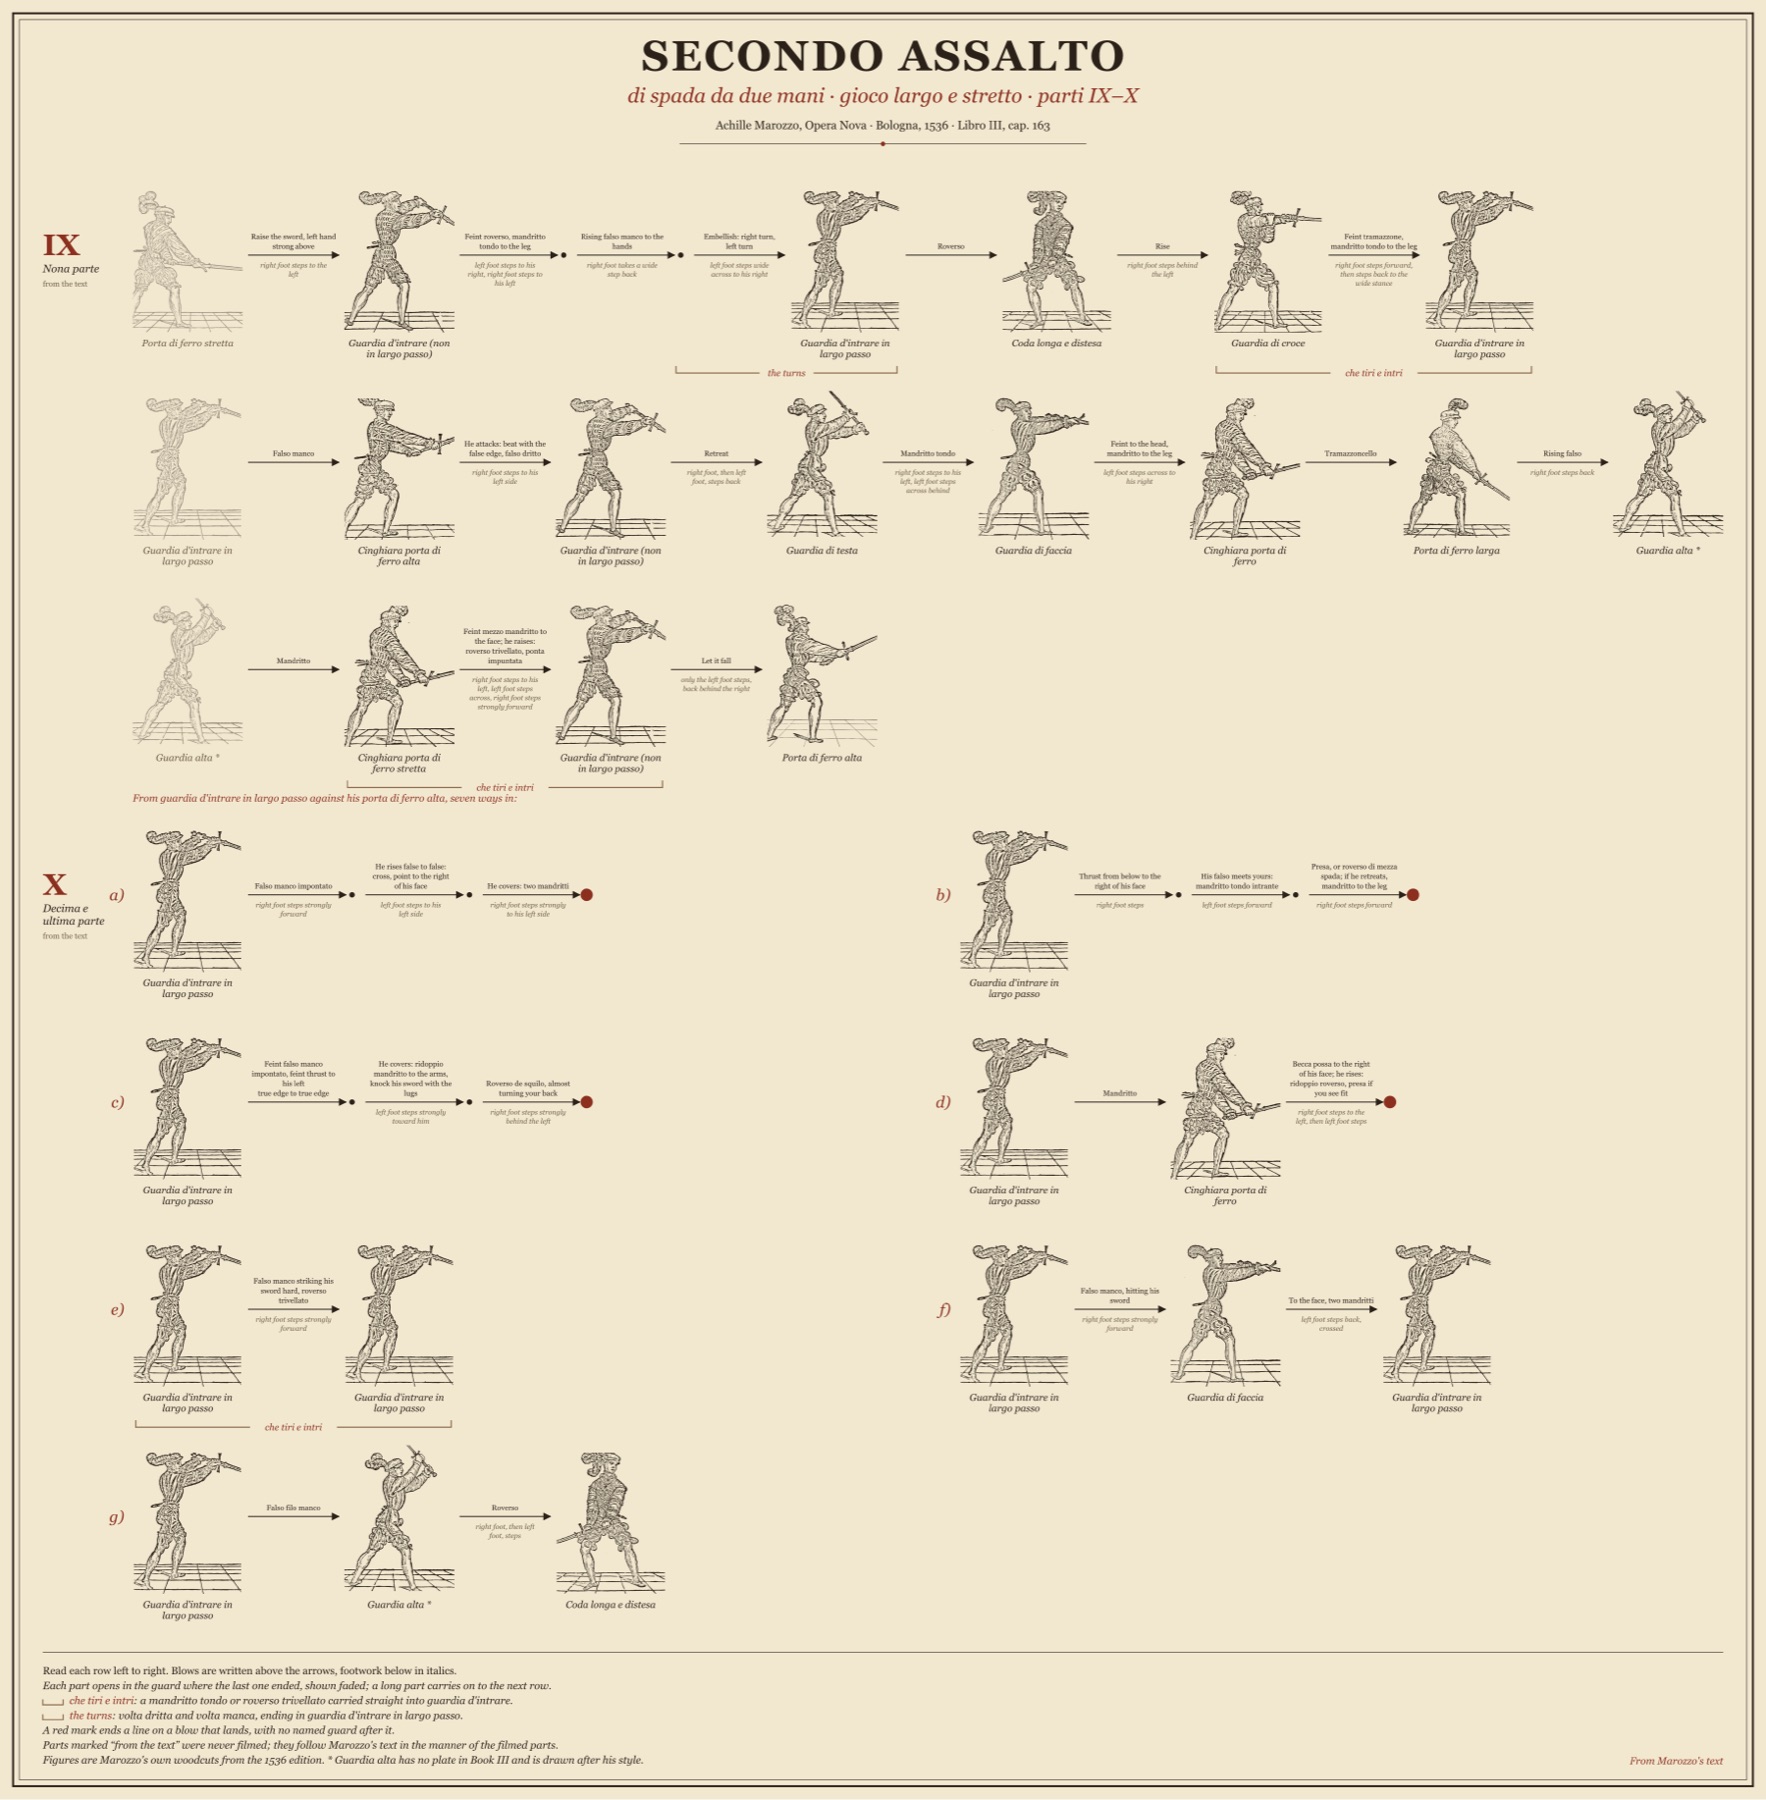 SECONDO ASSALTO
di spada da due mani · gioco largo e stretto · parti IX–X
Achille Marozzo, Opera Nova · Bologna, 1536 · Libro III, cap. 163
IX
Nona parte
from the text
Porta di ferro stretta
Raise the sword, left hand
strong above
right foot steps to the
left
Guardia d'intrare (non
in largo passo)
Feint roverso, mandritto
tondo to the leg
left foot steps to his
right, right foot steps to
his left
Rising falso manco to the
hands
right foot takes a wide
step back
Embellish: right turn,
left turn
left foot steps wide
across to his right
Guardia d'intrare in
largo passo
the turns
Roverso
Coda longa e distesa
Rise
right foot steps behind
the left
Guardia di croce
Feint tramazzone,
mandritto tondo to the leg
right foot steps forward,
then steps back to the
wide stance
Guardia d'intrare in
largo passo
che tiri e intri
Guardia d'intrare in
largo passo
Falso manco
Cinghiara porta di
ferro alta
He attacks: beat with the
false edge, falso dritto
right foot steps to his
left side
Guardia d'intrare (non
in largo passo)
Retreat
right foot, then left
foot, steps back
Guardia di testa
Mandritto tondo
right foot steps to his
left, left foot steps
across behind
Guardia di faccia
Feint to the head,
mandritto to the leg
left foot steps across to
his right
Cinghiara porta di
ferro
Tramazzoncello
Porta di ferro larga
Rising falso
right foot steps back
Guardia alta *
Guardia alta *
Mandritto
Cinghiara porta di
ferro stretta
Feint mezzo mandritto to
the face; he raises:
roverso trivellato, ponta
impuntata
right foot steps to his
left, left foot steps
across, right foot steps
strongly forward
Guardia d'intrare (non
in largo passo)
che tiri e intri
Let it fall
only the left foot steps,
back behind the right
Porta di ferro alta
From guardia d'intrare in largo passo against his porta di ferro alta, seven ways in:
X
Decima e
ultima parte
from the text
a)
Guardia d'intrare in
largo passo
Falso manco impontato
right foot steps strongly
forward
He rises false to false:
cross, point to the right
of his face
left foot steps to his
left side
He covers: two mandritti
right foot steps strongly
to his left side
b)
Guardia d'intrare in
largo passo
Thrust from below to the
right of his face
right foot steps
His falso meets yours:
mandritto tondo intrante
left foot steps forward
Presa, or roverso di mezza
spada; if he retreats,
mandritto to the leg
right foot steps forward
c)
Guardia d'intrare in
largo passo
Feint falso manco
impontato, feint thrust to
his left
true edge to true edge
He covers: ridoppio
mandritto to the arms,
knock his sword with the
lugs
left foot steps strongly
toward him
Roverso de squilo, almost
turning your back
right foot steps strongly
behind the left
d)
Guardia d'intrare in
largo passo
Mandritto
Cinghiara porta di
ferro
Becca possa to the right
of his face; he rises:
ridoppio roverso, presa if
you see fit
right foot steps to the
left, then left foot steps
e)
Guardia d'intrare in
largo passo
Falso manco striking his
sword hard, roverso
trivellato
right foot steps strongly
forward
Guardia d'intrare in
largo passo
che tiri e intri
f)
Guardia d'intrare in
largo passo
Falso manco, hitting his
sword
right foot steps strongly
forward
Guardia di faccia
To the face, two mandritti
left foot steps back,
crossed
Guardia d'intrare in
largo passo
g)
Guardia d'intrare in
largo passo
Falso filo manco
Guardia alta *
Roverso
right foot, then left
foot, steps
Coda longa e distesa
Read each row left to right. Blows are written above the arrows, footwork below in italics.
Each part opens in the guard where the last one ended, shown faded; a long part carries on to the next row.
che tiri e intri: a mandritto tondo or roverso trivellato carried straight into guardia d'intrare.
the turns: volta dritta and volta manca, ending in guardia d'intrare in largo passo.
A red mark ends a line on a blow that lands, with no named guard after it.
Parts marked “from the text” were never filmed; they follow Marozzo's text in the manner of the filmed parts.
Figures are Marozzo's own woodcuts from the 1536 edition. * Guardia alta has no plate in Book III and is drawn after his style.
From Marozzo's text